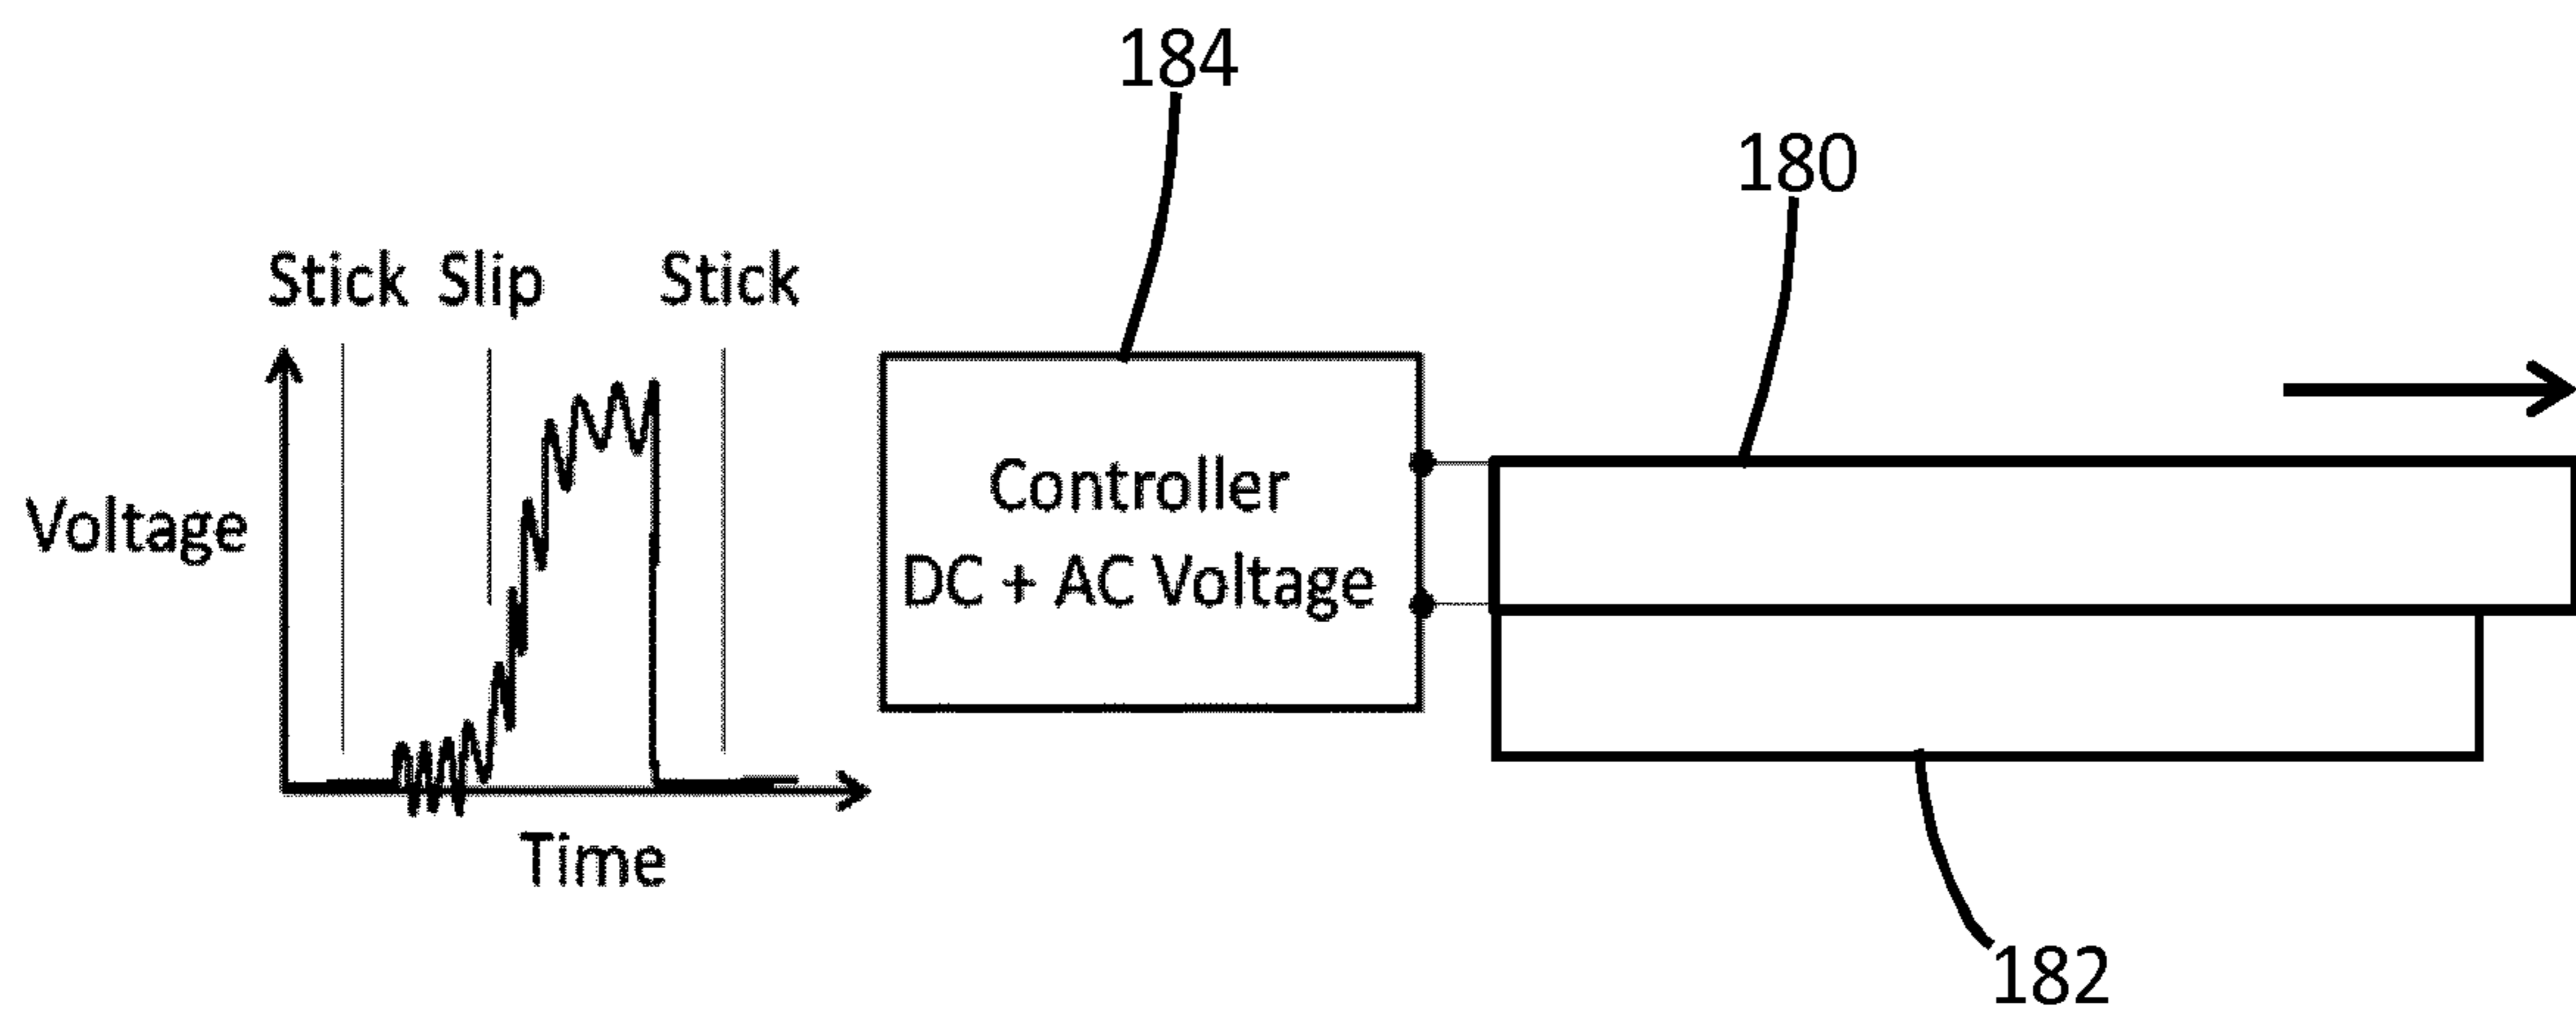 184
180
Stick Slip Stick
Voltage
Controller
DC + AC Voltage
Time
182